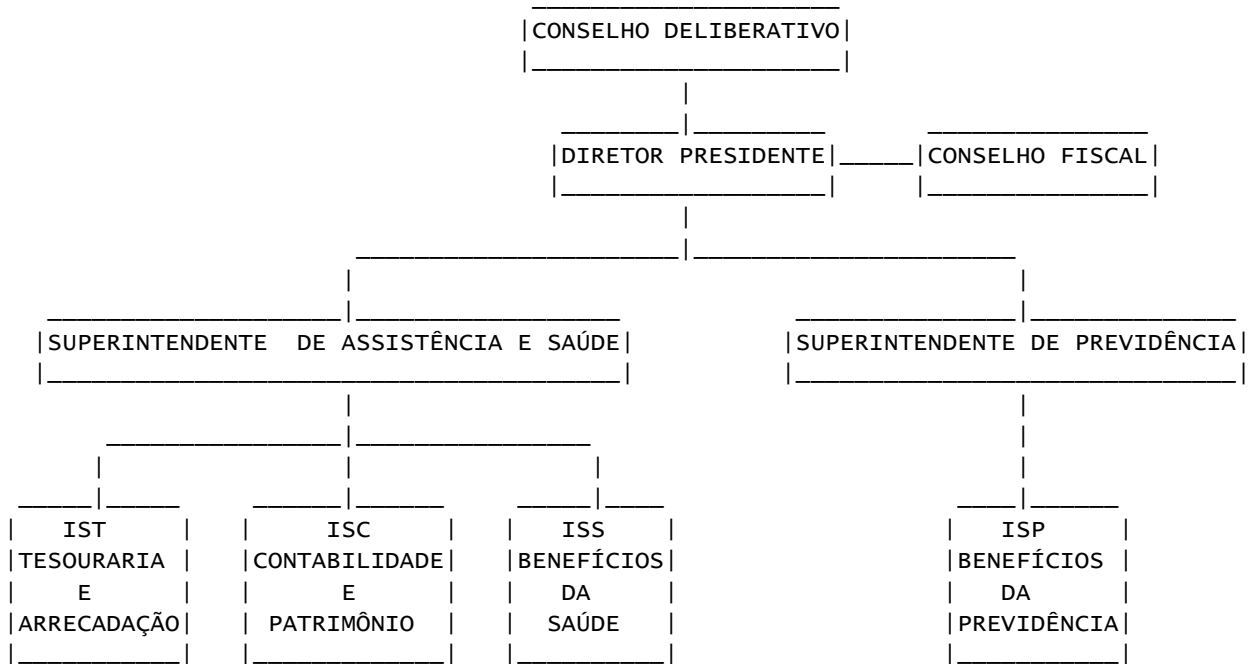 CONSELHO DELIBERATIVO
DIRETOR PRESIDENTE
CONSELHO FISCAL
SUPERINTENDENTE DE ASSISTÊNCIA E SAÚDE
SUPERINTENDENTE DE PREVIDÊNCIA
IST
TESOURARIA
E
ARRECADAÇÃO
ISC
CONTABILIDADE
E
PATRIMÔNIO
ISS
BENEFÍCIOS
DA
SAÚDE
ISP
BENEFÍCIOS
DA
PREVIDÊNCIA